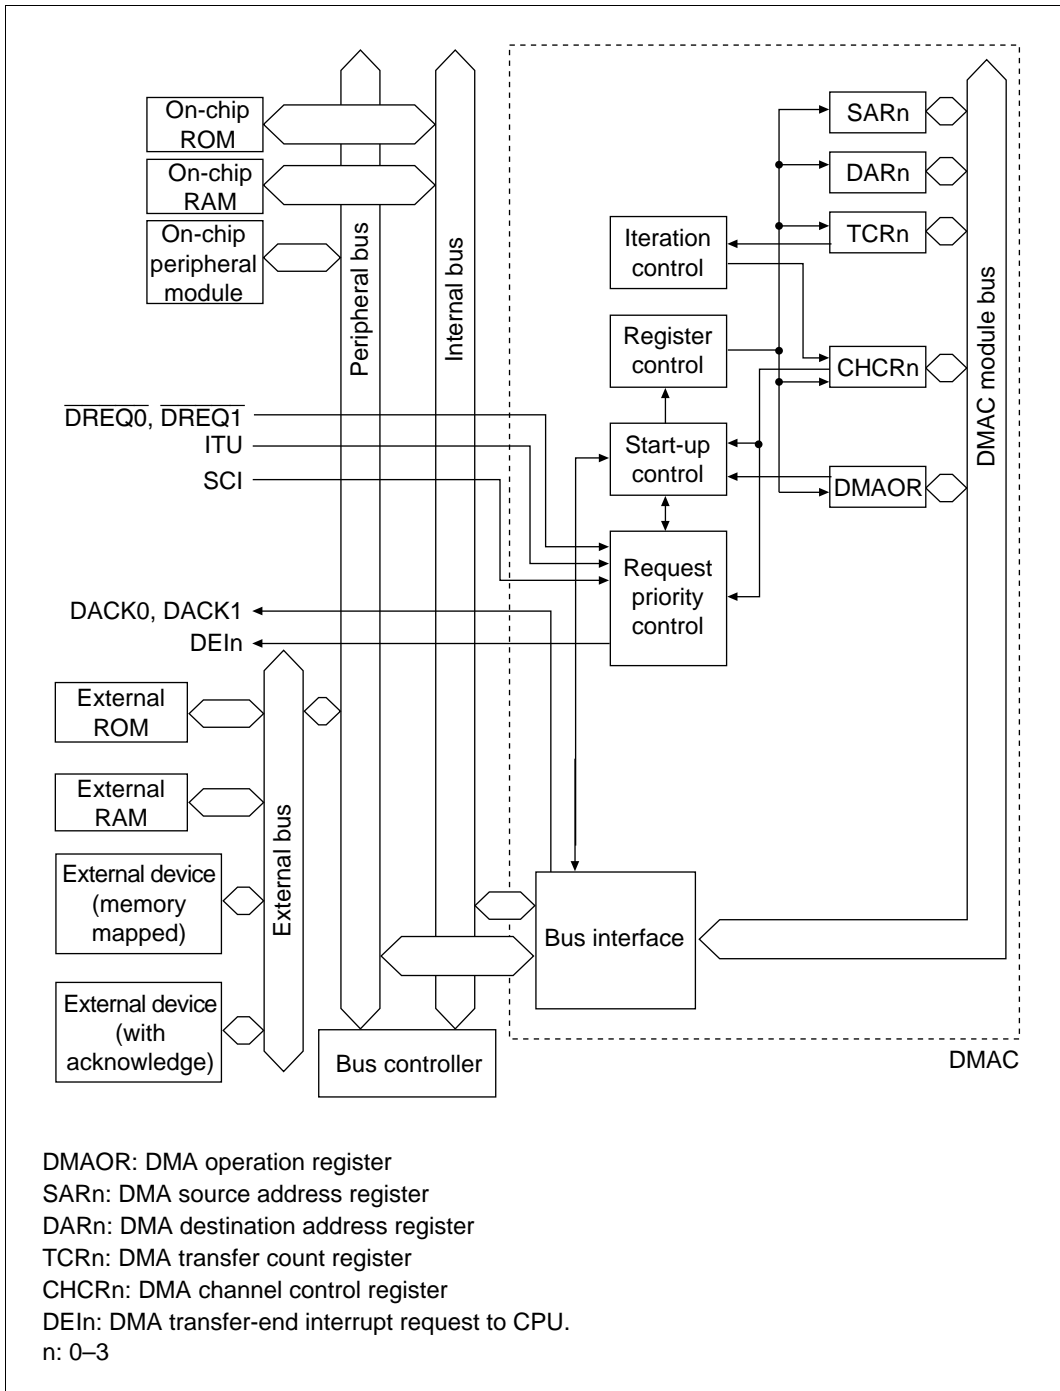 On-chip
ROM
On-chip
RAM
On-chip
peripheral
module
Peripheral bus
Internal bus
SARn
DARn
TCRn
Iteration
control
Register
control
CHCRn
DMAC module bus
DREQ0, DREQ1
ITU
SCI
Start-up
control
DMAOR
Request
priority
control
DACK0, DACK1
DEIn
External
ROM
External
RAM
External device
(memory
mapped)
External device
(with
acknowledge)
External bus
Bus interface
Bus controller
DMAC
DMAOR: DMA operation register
SARn: DMA source address register
DARn: DMA destination address register
TCRn: DMA transfer count register
CHCRn: DMA channel control register
DEIn: DMA transfer-end interrupt request to CPU.
n: 0–3